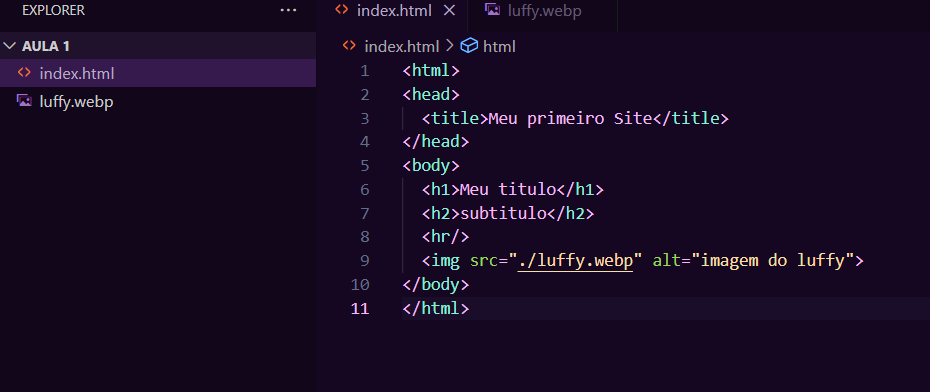 EXPLORER ...
AULA 1
index.html
luffy.webp
index.html luffy.webp
index.html > html
1 <html>
2 <head>
3 <title>Meu primeiro Site</title>
4 </head>
5 <body>
6 <h1>Meu titulo</h1>
7 <h2>subtitulo</h2>
8 <hr/>
9 <img src="./luffy.webp" alt="imagem do luffy">
10 </body>
11 </html>